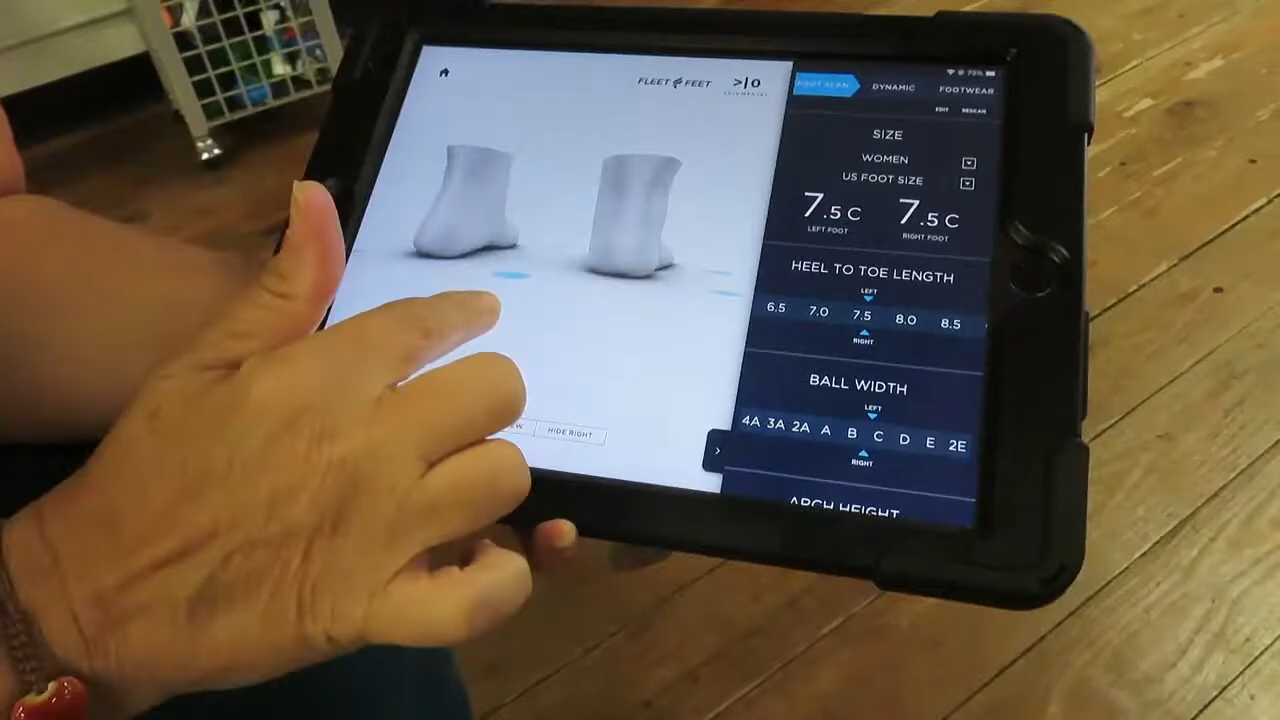 FLEET FEET
>|0
73%
FOOT SCAN DYNAMIC FOOTWEAR
EDIT RESCAN
SIZE
WOMEN
US FOOT SIZE
7.5 C 7.5 C
LEFT FOOT RIGHT FOOT
HEEL TO TOE LENGTH
LEFT
6.5 7.0 7.5 8.0 8.5
RIGHT
BALL WIDTH
LEFT
4A 3A 2A A B C D E 2E
RIGHT
ARCH HEIGHT
HIDE RIGHT